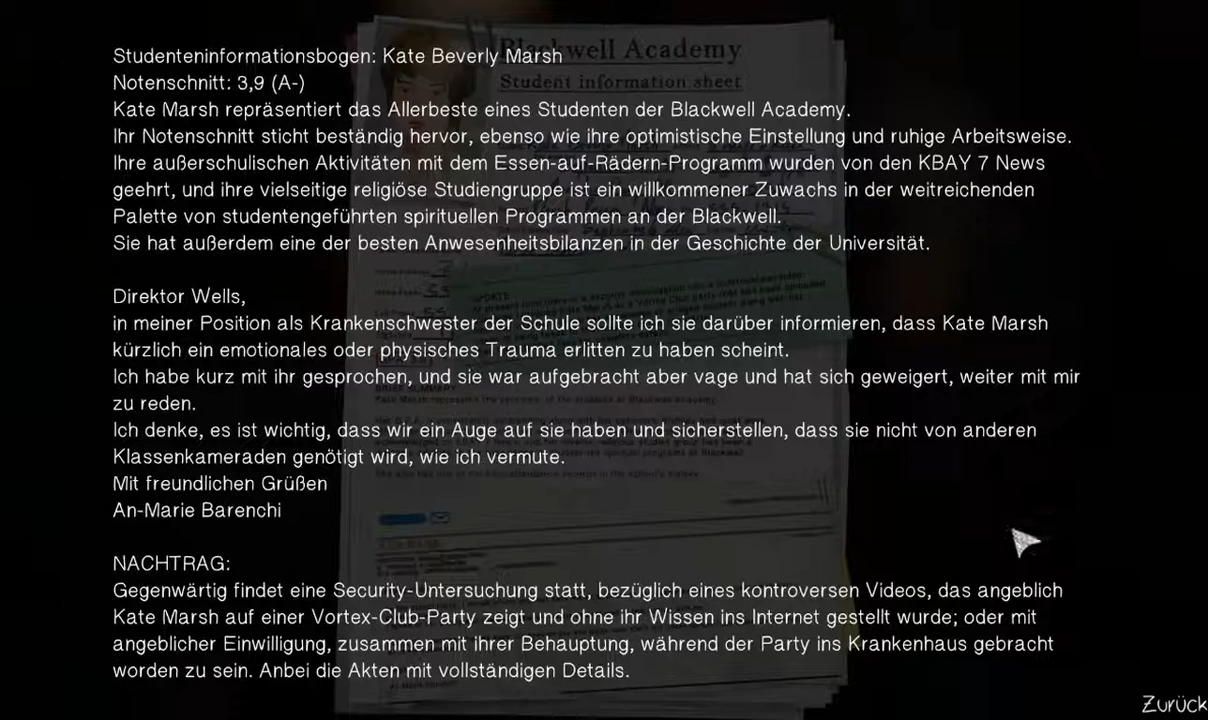 Blackwell Academy
Student information sheet
Studenteninformationsbogen: Kate Beverly Marsh
Notenschnitt: 3,9 (A-)
Kate Marsh repräsentiert das Allerbeste eines Studenten der Blackwell Academy.
Ihr Notenschnitt sticht beständig hervor, ebenso wie ihre optimistische Einstellung und ruhige Arbeitsweise.
Ihre außerschulischen Aktivitäten mit dem Essen-auf-Rädern-Programm wurden von den KBAY 7 News
geehrt, und ihre vielseitige religiöse Studiengruppe ist ein willkommener Zuwachs in der weitreichenden
Palette von studentengeführten spirituellen Programmen an der Blackwell.
Sie hat außerdem eine der besten Anwesenheitsbilanzen in der Geschichte der Universität.
Direktor Wells,
in meiner Position als Krankenschwester der Schule sollte ich sie darüber informieren, dass Kate Marsh
kürzlich ein emotionales oder physisches Trauma erlitten zu haben scheint.
Ich habe kurz mit ihr gesprochen, und sie war aufgebracht aber vage und hat sich geweigert, weiter mit mir
zu reden.
Ich denke, es ist wichtig, dass wir ein Auge auf sie haben und sicherstellen, dass sie nicht von anderen
Klassenkameraden genötigt wird, wie ich vermute.
Mit freundlichen Grüßen
An-Marie Barenchi
NACHTRAG:
Gegenwärtig findet eine Security-Untersuchung statt, bezüglich eines kontroversen Videos, das angeblich
Kate Marsh auf einer Vortex-Club-Party zeigt und ohne ihr Wissen ins Internet gestellt wurde; oder mit
angeblicher Einwilligung, zusammen mit ihrer Behauptung, während der Party ins Krankenhaus gebracht
worden zu sein. Anbei die Akten mit vollständigen Details.
Zurück